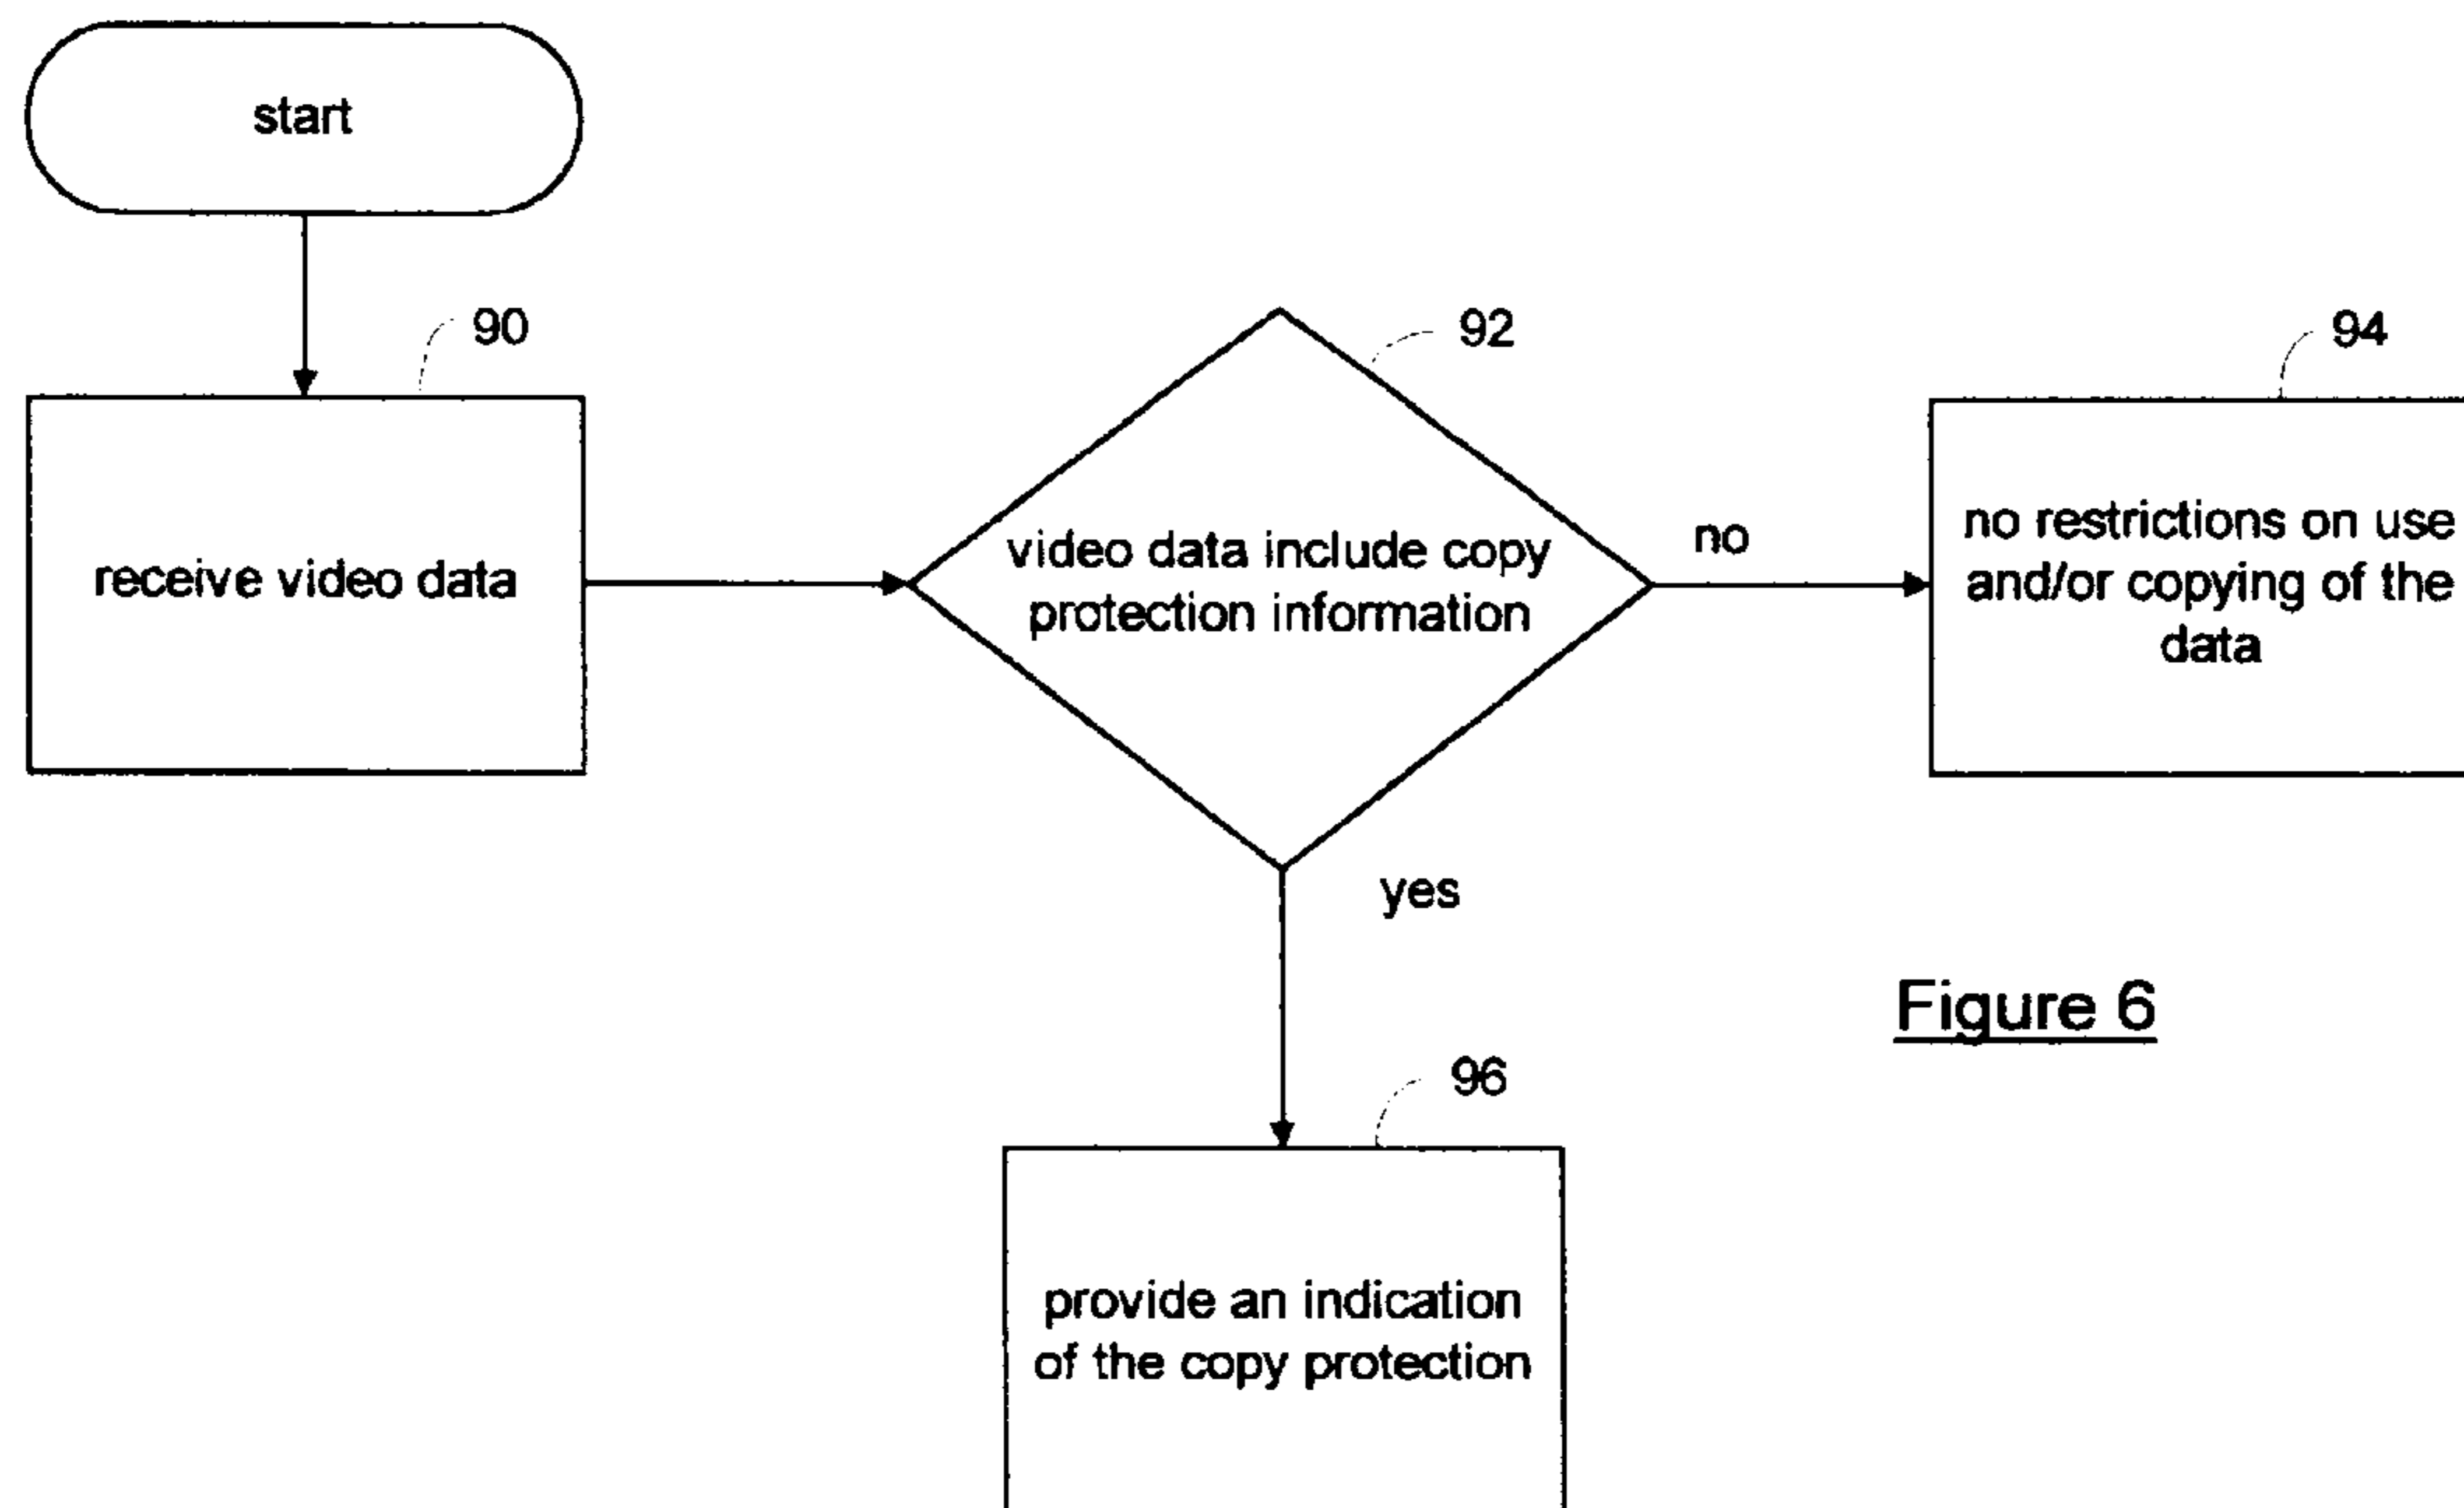 start
90
receive video data
92
video data include copy
protection information
no
94
no restrictions on use
and/or copying of the
data
yes
Figure 6
96
provide an indication
of the copy protection